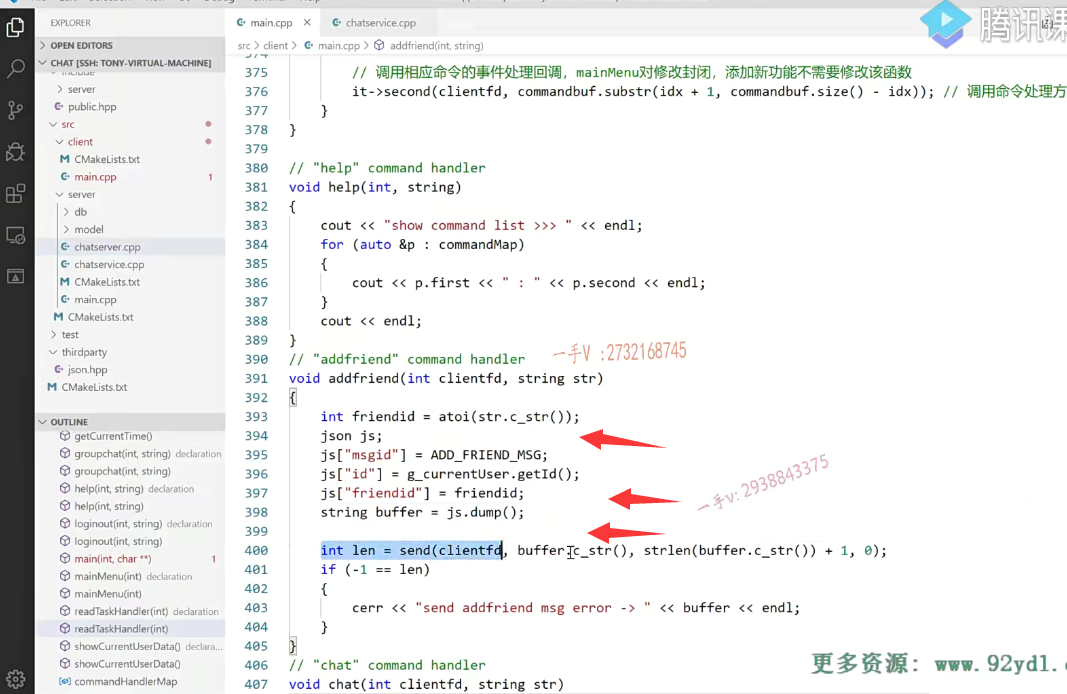 EXPLORER
OPEN EDITORS
CHAT [SSH: TONY-VIRTUAL-MACHINE]
include
server
public.hpp
src
client
CMakeLists.txt
main.cpp 1
server
db
model
chatserver.cpp
chatservice.cpp
CMakeLists.txt
main.cpp
CMakeLists.txt
test
thirdparty
json.hpp
CMakeLists.txt
OUTLINE
getCurrentTime()
groupchat(int, string) declaration
groupchat(int, string)
help(int, string) declaration
help(int, string)
loginout(int, string) declaration
loginout(int, string)
main(int, char **) 1
mainMenu(int) declaration
mainMenu(int)
readTaskHandler(int) declaration
readTaskHandler(int)
showCurrentUserData() declara...
showCurrentUserData()
commandHandlerMap
main.cpp ×
chatservice.cpp
腾讯课
src > client > main.cpp > addfriend(int, string)
374
375 // 调用相应命令的事件处理回调，mainMenu对修改封闭，添加新功能不需要修改该函数
376 it->second(clientfd, commandbuf.substr(idx + 1, commandbuf.size() - idx)); // 调用命令处理方
377 }
378 }
379
380 // "help" command handler
381 void help(int, string)
382 {
383 cout << "show command list >>> " << endl;
384 for (auto &p : commandMap)
385 {
386 cout << p.first << " : " << p.second << endl;
387 }
388 cout << endl;
389 }
390 // "addfriend" command handler
一手V :2732168745
391 void addfriend(int clientfd, string str)
392 {
393 int friendid = atoi(str.c_str());
394 json js;
395 js["msgid"] = ADD_FRIEND_MSG;
396 js["id"] = g_currentUser.getId();
397 js["friendid"] = friendid;
398 string buffer = js.dump();
一手v: 2938843375
399
400 int len = send(clientfd, buffer.c_str(), strlen(buffer.c_str()) + 1, 0);
401 if (-1 == len)
402 {
403 cerr << "send addfriend msg error -> " << buffer << endl;
404 }
405 }
406 // "chat" command handler
407 void chat(int clientfd, string str)
更多资源: www.92yd1.